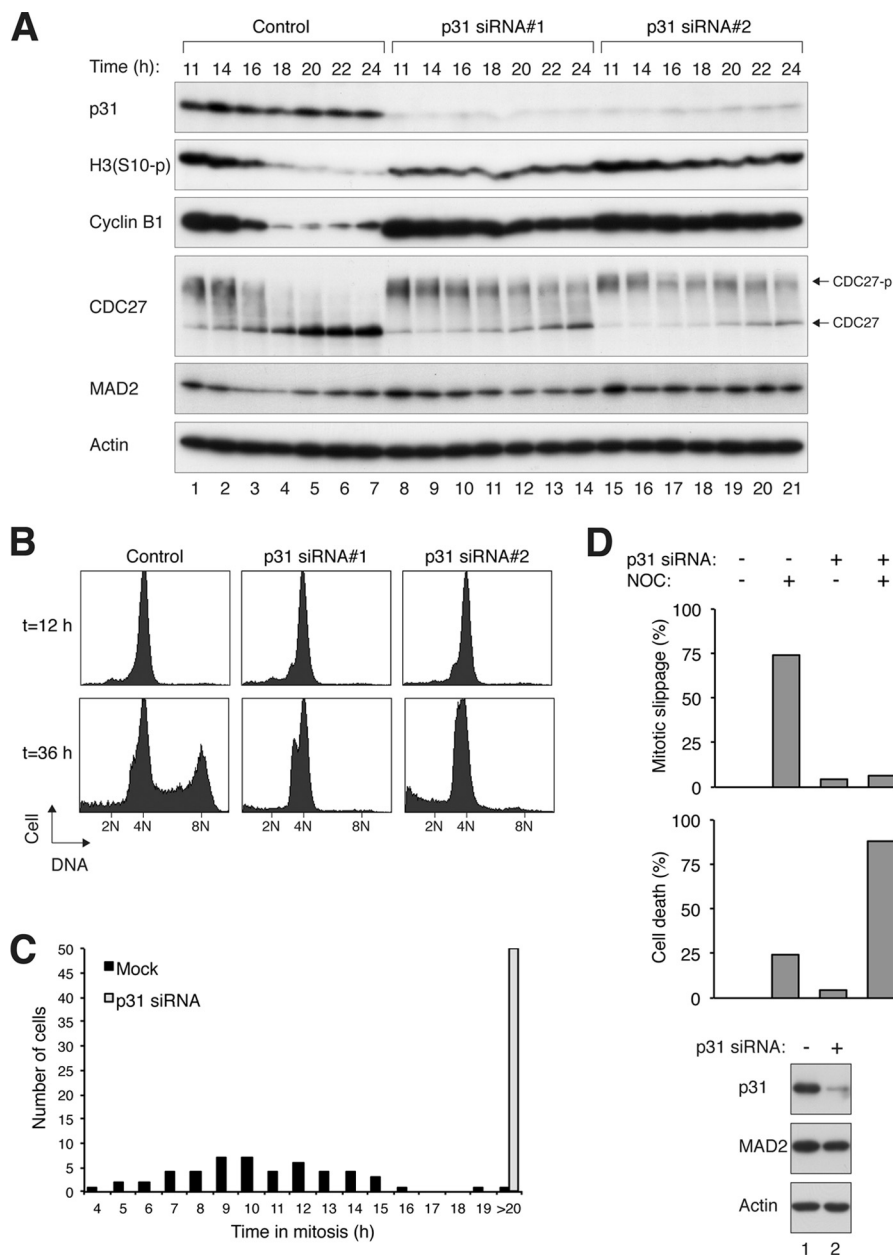 A
Control p31 siRNA#1 p31 siRNA#2
Time (h): 11 14 16 18 20 22 24 11 14 16 18 20 22 24 11 14 16 18 20 22 24
p31
H3(S10-p)
Cyclin B1
CDC27
CDC27-p
CDC27
MAD2
Actin
1 2 3 4 5 6 7 8 9 10 11 12 13 14 15 16 17 18 19 20 21
B
Control p31 siRNA#1 p31 siRNA#2
t=12 h
t=36 h
2N 4N 8N 2N 4N 8N 2N 4N 8N
Cell
DNA
C
50
45
40
35
30
25
20
15
10
5
0
Number of cells
Mock
p31 siRNA
4 5 6 7 8 9 10 11 12 13 14 15 16 17 18 19 >20
Time in mitosis (h)
D
p31 siRNA: - - + +
NOC: - + - +
100
75
50
25
0
Mitotic slippage (%)
100
75
50
25
0
Cell death (%)
p31 siRNA: - +
p31
MAD2
Actin
1 2